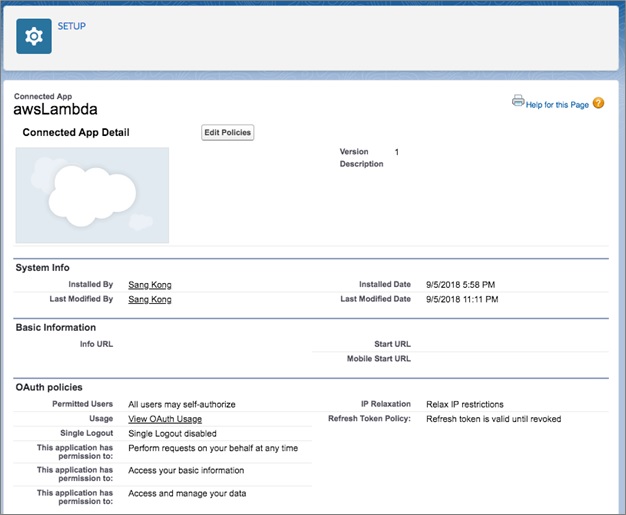 SETUP
Connected App
awsLambda
Help for this Page ?
Connected App Detail
Edit Policies
Version 1
Description
System Info
Installed By Sang Kong Installed Date 9/5/2018 5:58 PM
Last Modified By Sang Kong Last Modified Date 9/5/2018 11:11 PM
Basic Information
Info URL Start URL
Mobile Start URL
OAuth policies
Permitted Users All users may self-authorize IP Relaxation Relax IP restrictions
Usage View OAuth Usage Refresh Token Policy: Refresh token is valid until revoked
Single Logout Single Logout disabled
This application has Perform requests on your behalf at any time
permission to:
This application has Access your basic information
permission to:
This application has Access and manage your data
permission to: